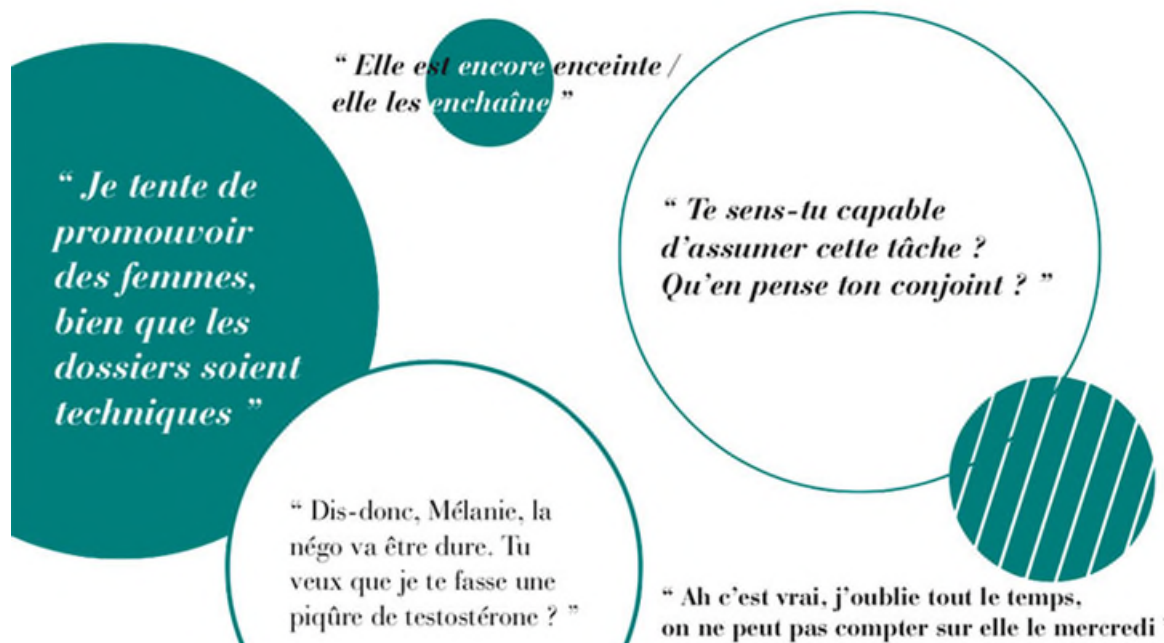 “ Elle est encore enceinte /
elle les enchaîne ”
“ Je tente de
promouvoir
des femmes,
bien que les
dossiers soient
techniques ”
“ Te sens-tu capable
d’assumer cette tâche ?
Qu’en pense ton conjoint ? ”
“ Dis-donc, Mélanie, la
négo va être dure. Tu
veux que je te fasse une
piqûre de testostérone ? ”
“ Ah c’est vrai, j’oublie tout le temps,
on ne peut pas compter sur elle le mercredi